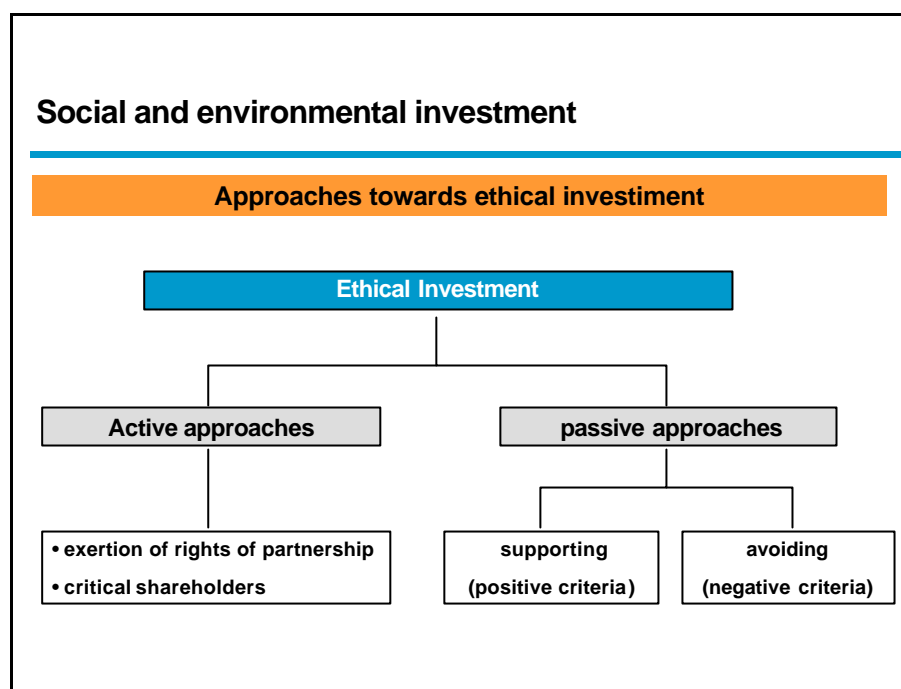 Social and environmental investment
Approaches towards ethical investiment
Ethical Investment
Active approaches
passive approaches
• exertion of rights of partnership
• critical shareholders
supporting
(positive criteria)
avoiding
(negative criteria)